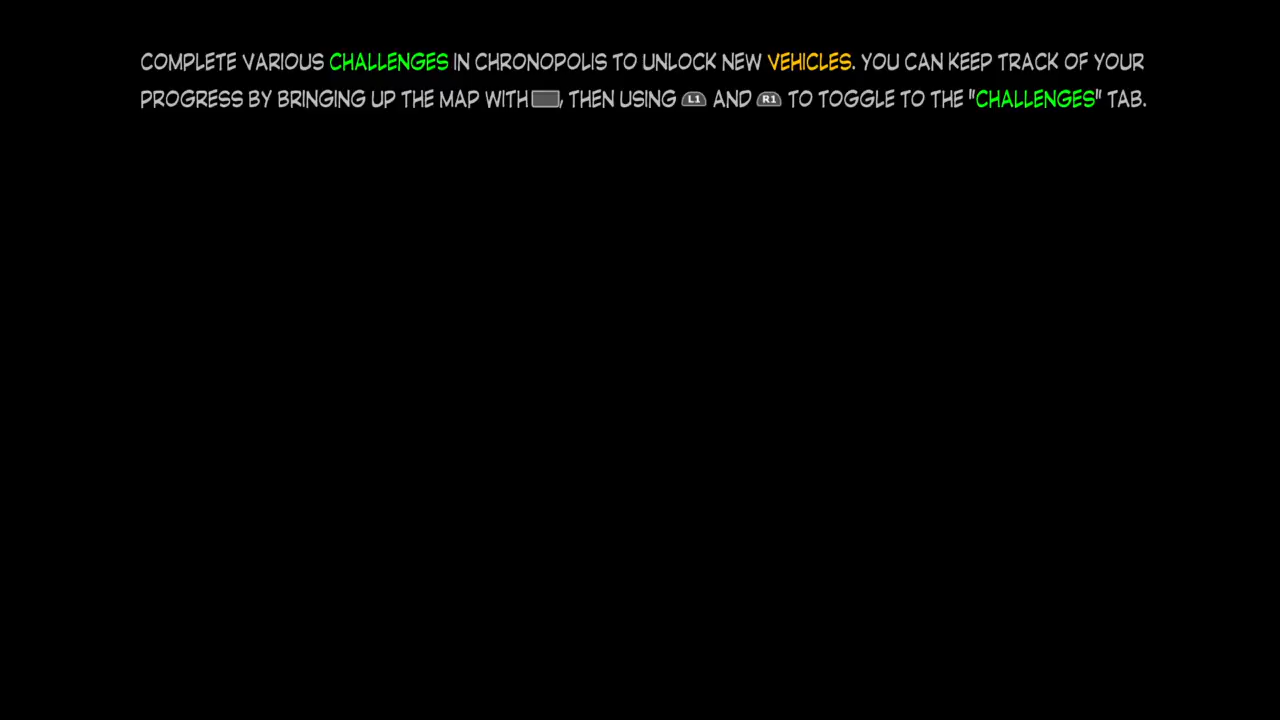 COMPLETE VARIOUS CHALLENGES IN CHRONOPOLIS TO UNLOCK NEW VEHICLES. YOU CAN KEEP TRACK OF YOUR
PROGRESS BY BRINGING UP THE MAP WITH , THEN USING L1 AND R1 TO TOGGLE TO THE "CHALLENGES" TAB.